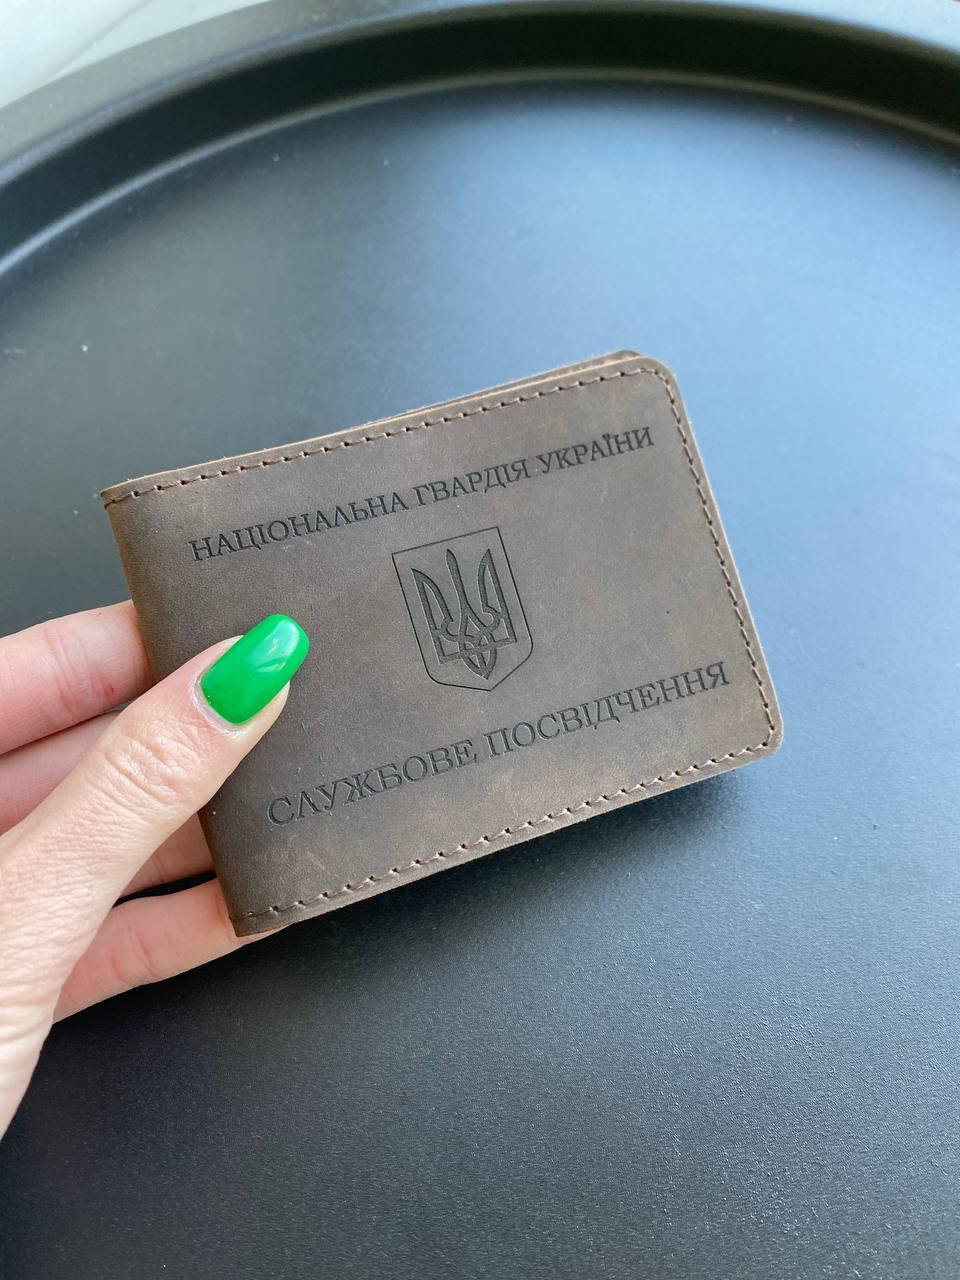 НАЦІОНАЛЬНА ГВАРДІЯ УКРАЇНИ
СЛУЖБОВЕ ПОСВІДЧЕННЯ